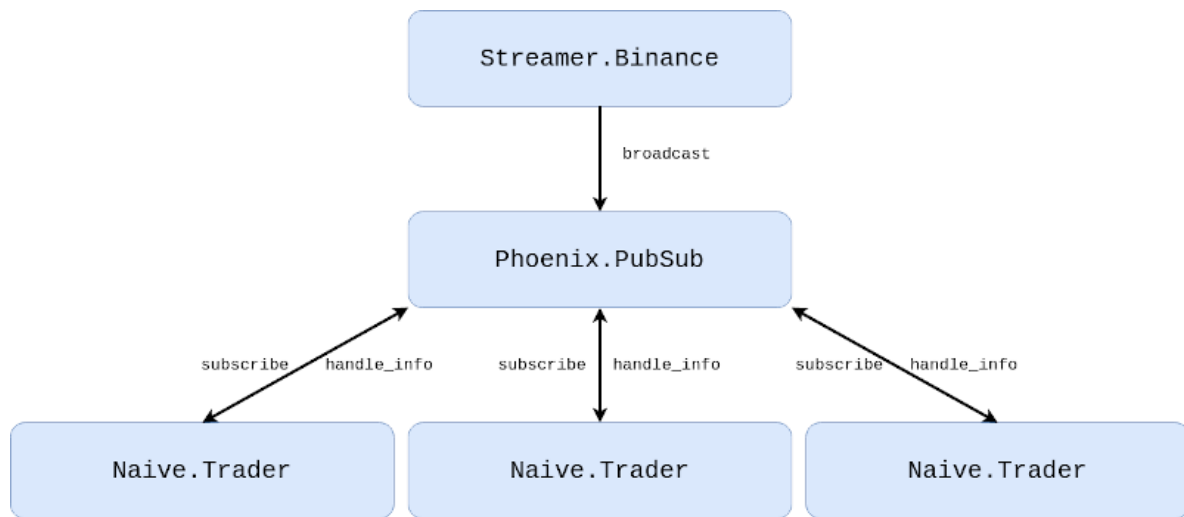 Streamer.Binance
broadcast
Phoenix.PubSub
subscribe handle_info subscribe handle_info subscribe handle_info
Naive.Trader Naive.Trader Naive.Trader